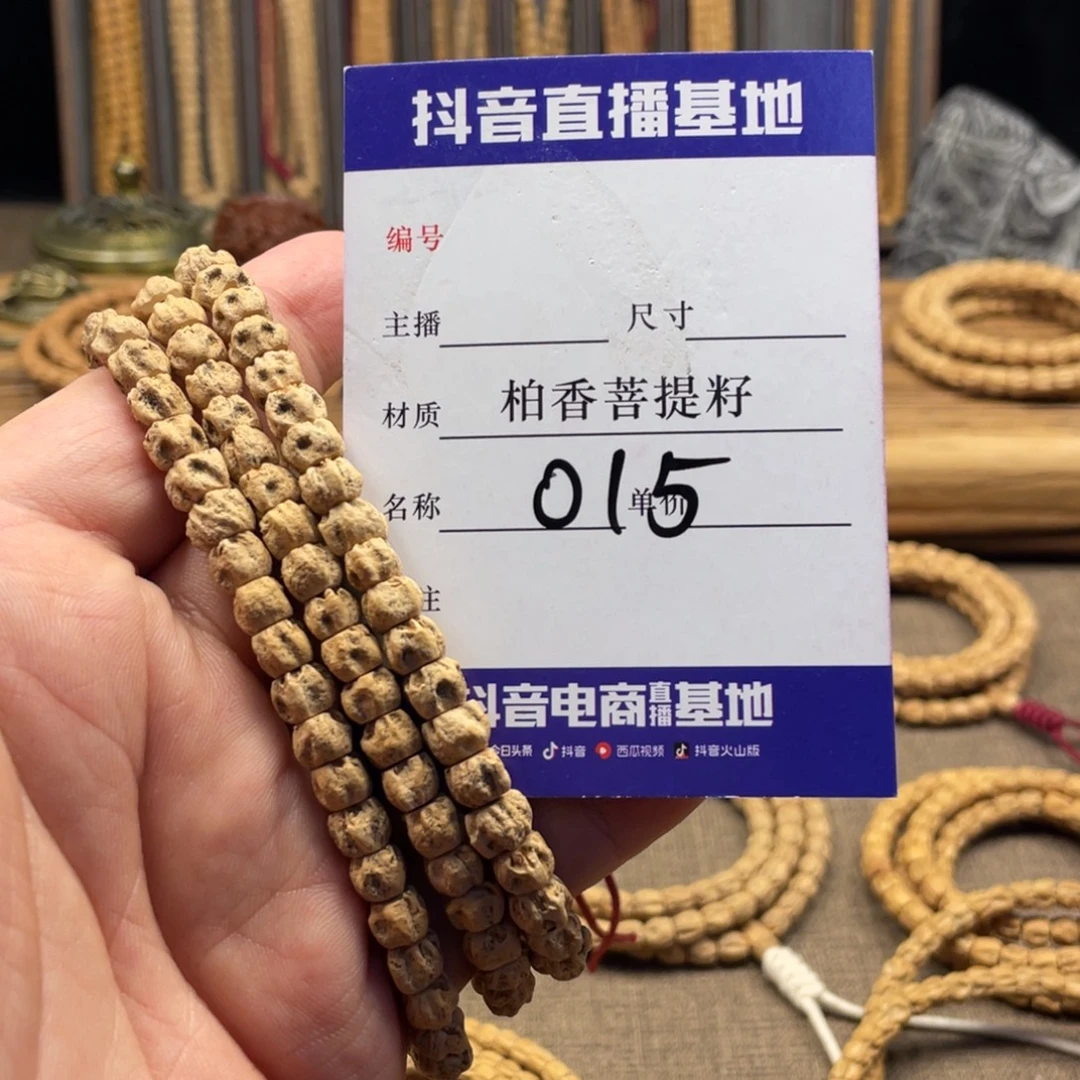 抖音直播基地
编号
主播 尺寸
材质 柏香菩提籽
名称 015 单价
注
抖音电商直播基地
今日头条 抖音 西瓜视频 抖音火山版